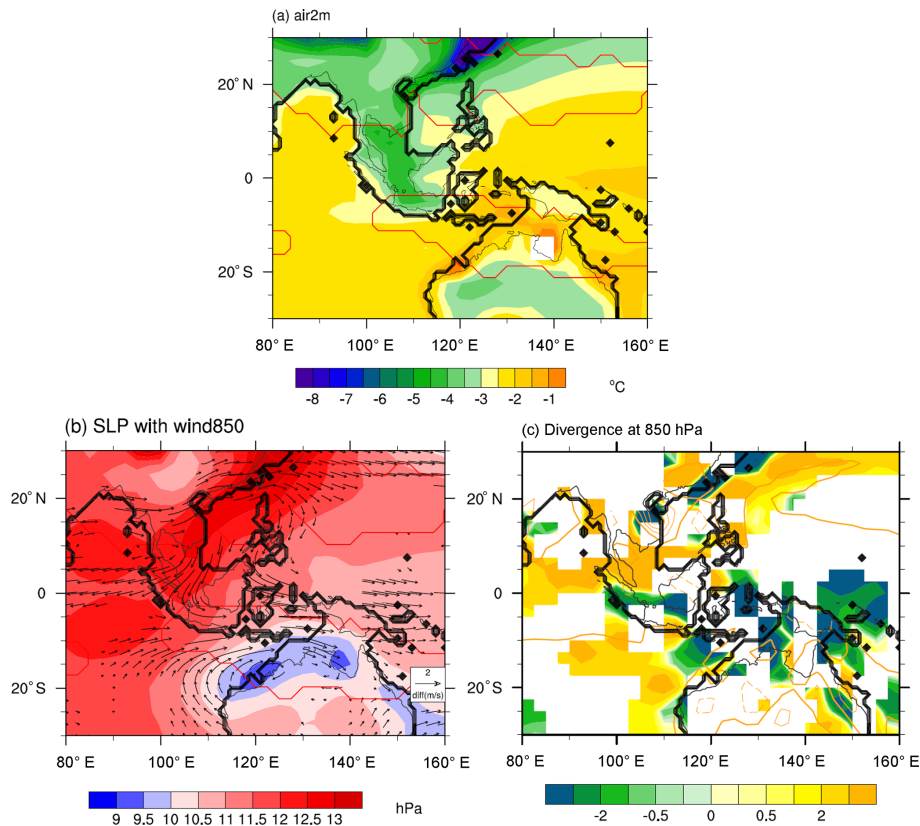 (a) air2m
20° N
0
20° S
80° E 100° E 120° E 140° E 160° E
-8 -7 -6 -5 -4 -3 -2 -1 °C
(b) SLP with wind850
20° N
0
20° S
2
diff(m/s)
80° E 100° E 120° E 140° E 160° E
9 9.5 10 10.5 11 11.5 12 12.5 13 hPa
(c) Divergence at 850 hPa
20° N
0
20° S
80° E 100° E 120° E 140° E 160° E
-2 -0.5 0 0.5 2